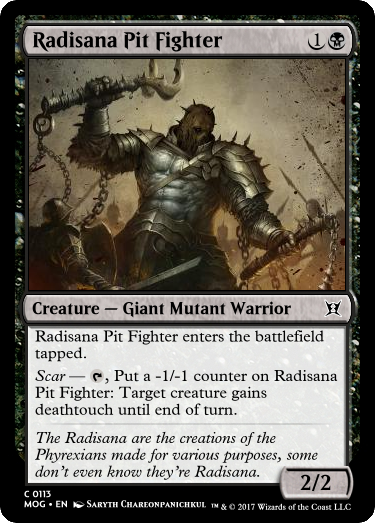 Radisana Pit Fighter 1
Creature — Giant Mutant Warrior
Radisana Pit Fighter enters the battlefield
tapped.
Scar — , Put a -1/-1 counter on Radisana
Pit Fighter: Target creature gains
deathtouch until end of turn.
The Radisana are the creations of the
Phyrexians made for various purposes, some
don't even know they're Radisana.
2/2
C 0113
MOG • EN Saryth Chareonpanichkul ™ & © 2017 Wizards of the Coast LLC